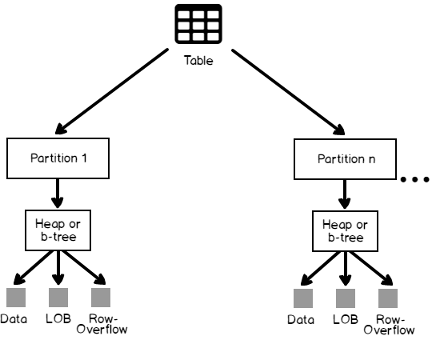 Table
Partition 1
Partition n
...
Heap or
b-tree
Heap or
b-tree
Data
LOB
Row-
Overflow
Data
LOB
Row-
Overflow